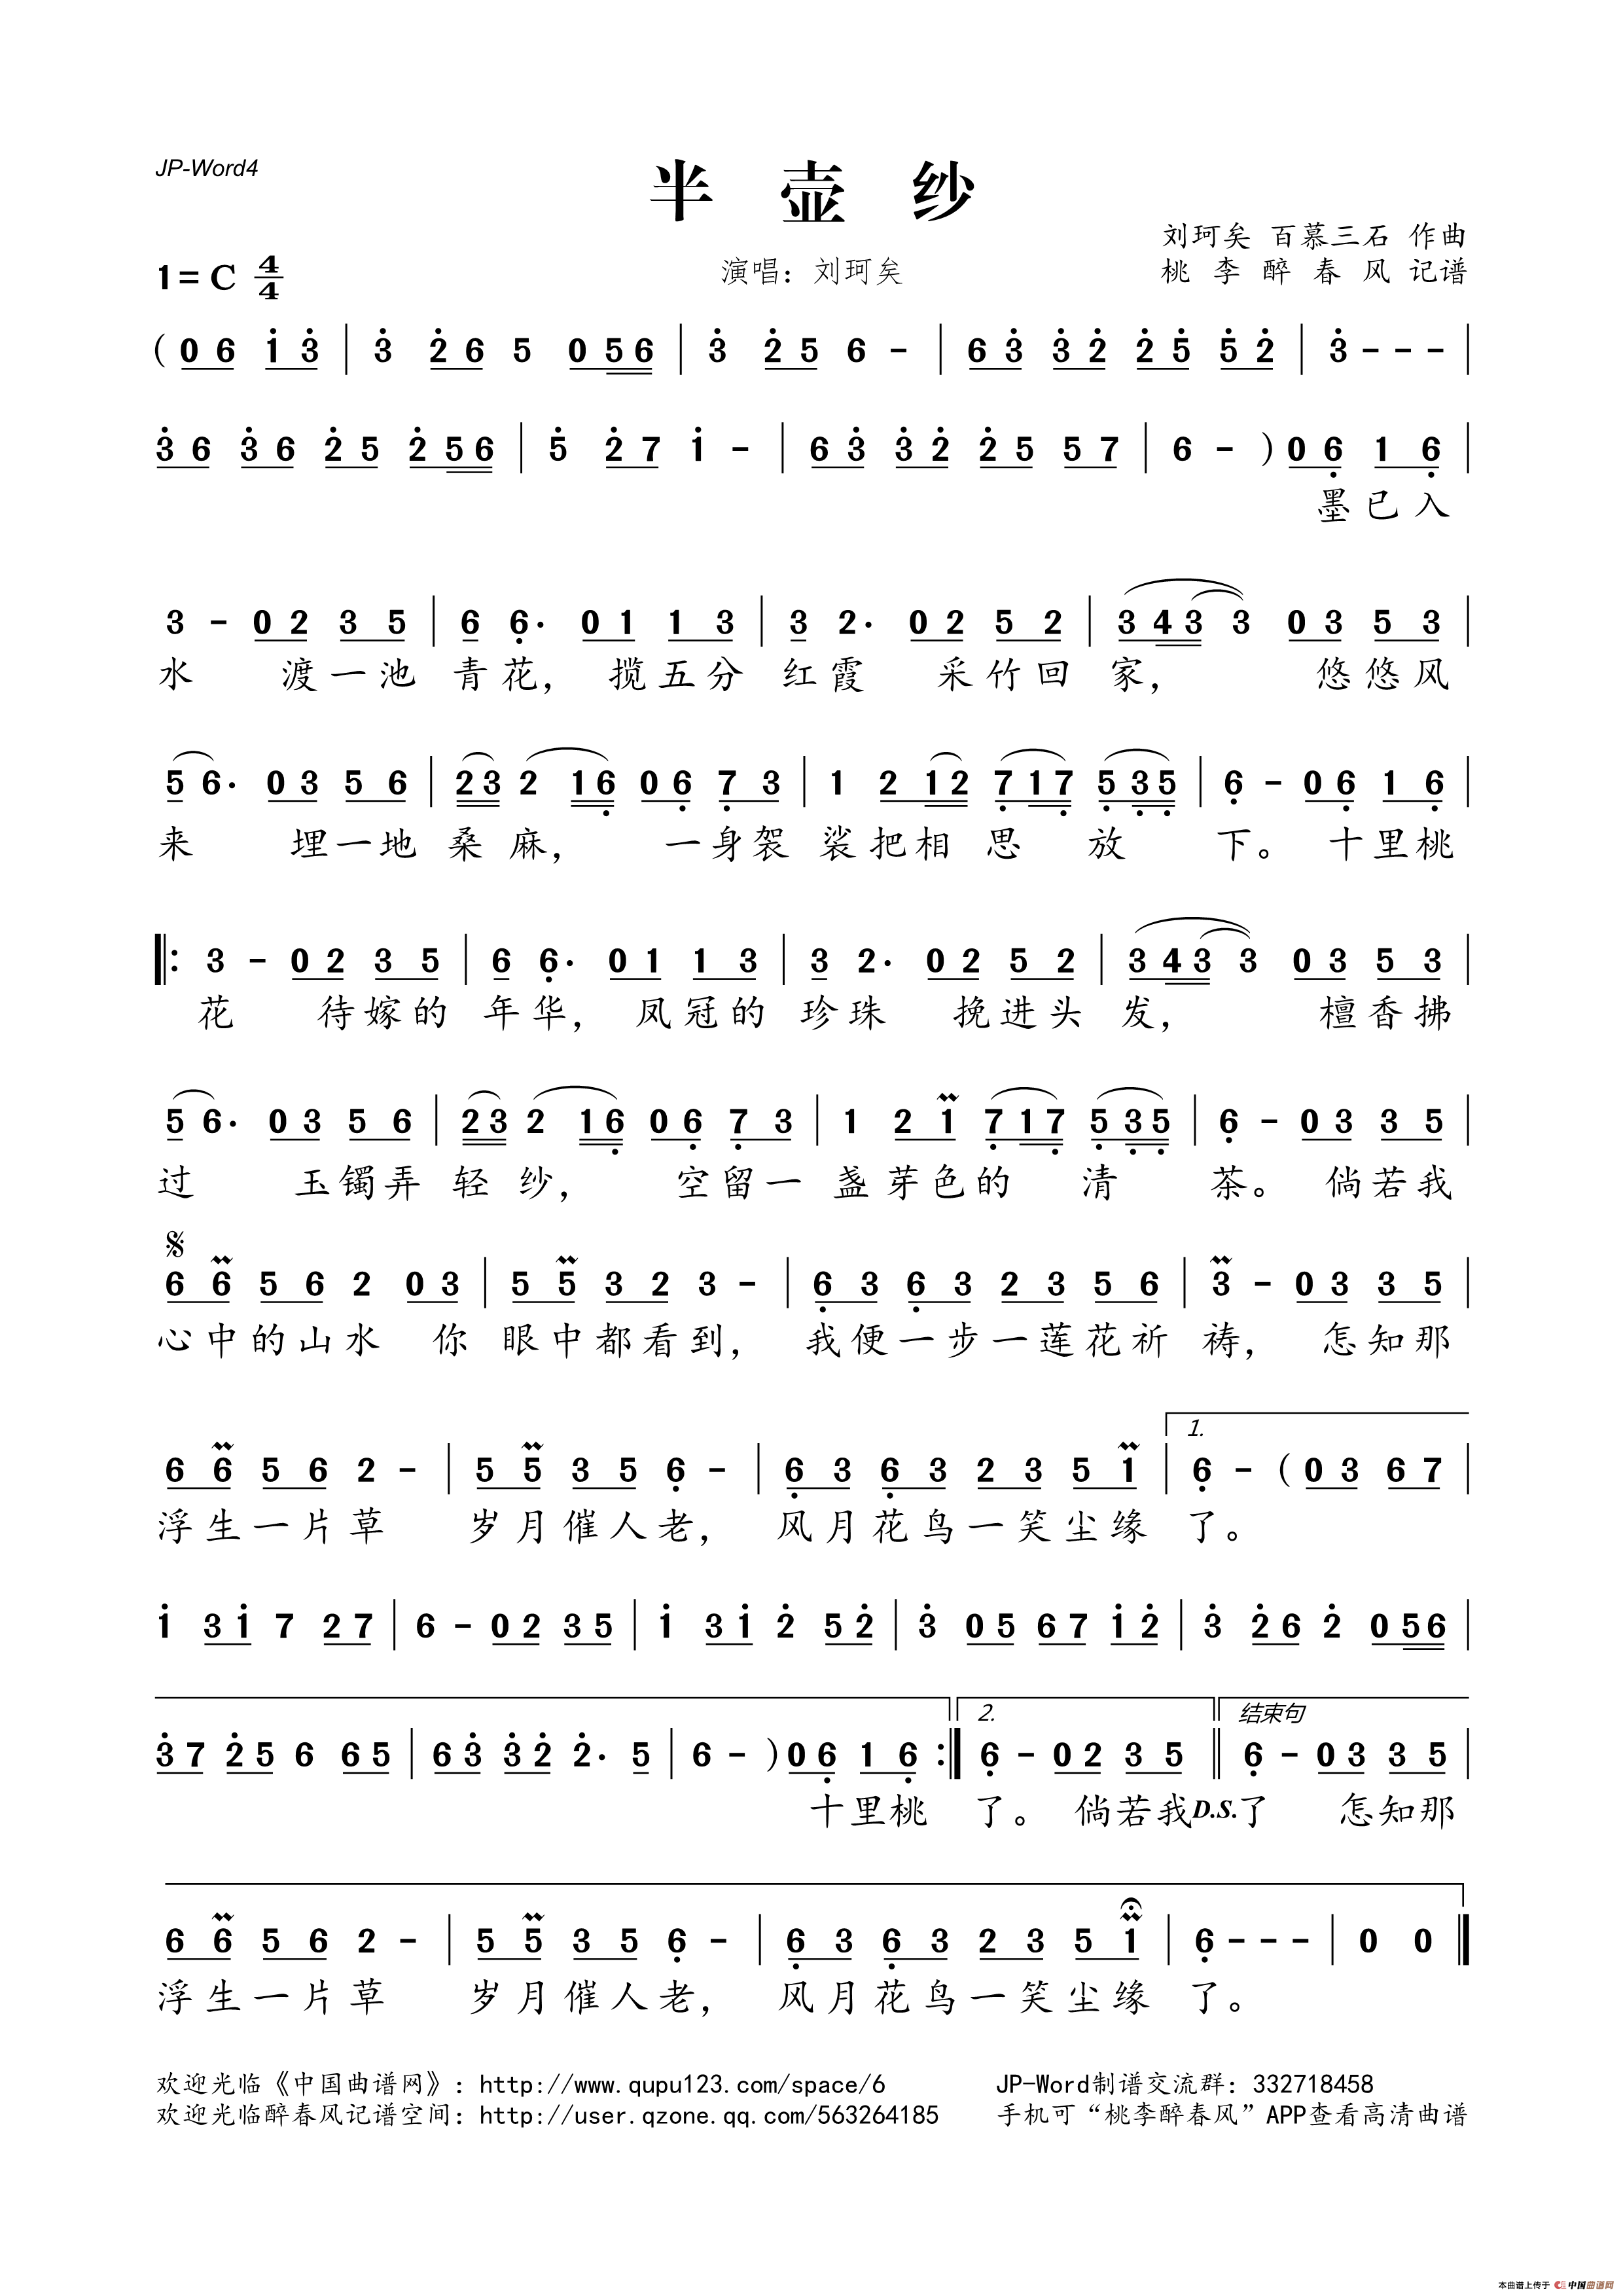 JP-Word4
半壶纱
刘珂矣 百慕三石 作曲
1=C 4/4
演唱：刘珂矣
桃李醉春风 记谱
( 0 6 1̇ 3̇ | 3̇ 2̇ 6 5 0 5 6 | 3̇ 2̇ 5 6 - | 6 3̇ 3̇ 2̇ 2̇ 5̇ 5̇ 2̇ | 3̇ - - - |
3̇ 6 3̇ 6 2̇ 5 2̇ 5 6 | 5̇ 2̇ 7 1̇ - | 6 3̇ 3̇ 2̇ 2̇ 5 5 7 | 6 - ) 0 6̣ 1 6̣ |
墨已入
3 - 0 2 3 5 | 6 6̣. 0 1 1 3 | 3 2. 0 2 5 2 | 3 4 3 3 0 3 5 3 |
水 渡一池 青花， 揽五分 红霞 采竹回 家， 悠悠风
5 6. 0 3 5 6 | 2 3 2 1 6̣ 0 6̣ 7̣ 3 | 1 2 1 2 7̣ 1 7̣ 5̣ 3̣ 5̣ | 6̣ - 0 6̣ 1 6̣ |
来 埋一地 桑麻， 一身袈 裟把相思 放 下。 十里桃
‖: 3 - 0 2 3 5 | 6 6̣. 0 1 1 3 | 3 2. 0 2 5 2 | 3 4 3 3 0 3 5 3 |
花 待嫁的 年华， 凤冠的 珍珠 挽进头 发， 檀香拂
5 6. 0 3 5 6 | 2 3 2 1 6̣ 0 6̣ 7̣ 3 | 1 2 1 7̣ 1 7̣ 5̣ 3̣ 5̣ | 6̣ - 0 3 3 5 |
过 玉镯弄 轻纱， 空留一 盏芽色的 清 茶。 倘若我
6 6 5 6 2 0 3 | 5 5 3 2 3 - | 6̣ 3 6̣ 3 2 3 5 6 | 3 - 0 3 3 5 |
心中的山水 你 眼中都看到， 我便一步一莲花祈 祷， 怎知那
1.
6 6 5 6 2 - | 5 5 3 5 6̣ - | 6̣ 3 6̣ 3 2 3 5 1 | 6̣ - ( 0 3 6 7 |
浮生一片草 岁月催人老， 风月花鸟一笑尘缘 了。
1̇ 3 1̇ 7 2 7 | 6 - 0 2 3 5 | 1̇ 3 1̇ 2̇ 5 2̇ | 3̇ 0 5 6 7 1̇ 2̇ | 3̇ 2̇ 6 2̇ 0 5 6 |
2. 结束句
3̇ 7 2̇ 5 6 6 5 | 6 3̇ 3̇ 2̇ 2̇. 5 | 6 - ) 0 6̣ 1 6̣ :‖ 6̣ - 0 2 3 5 ‖ 6̣ - 0 3 3 5 |
十里桃 了。 倘若我D.S.了 怎知那
6 6 5 6 2 - | 5 5 3 5 6̣ - | 6̣ 3 6̣ 3 2 3 5 1 | 6̣ - - - | 0 0 ‖
浮生一片草 岁月催人老， 风月花鸟一笑尘缘 了。
欢迎光临《中国曲谱网》：http://www.qupu123.com/space/6 JP-Word制谱交流群：332718458
欢迎光临醉春风记谱空间：http://user.qzone.qq.com/563264185 手机可“桃李醉春风”APP查看高清曲谱
本曲谱上传于 中国曲谱网